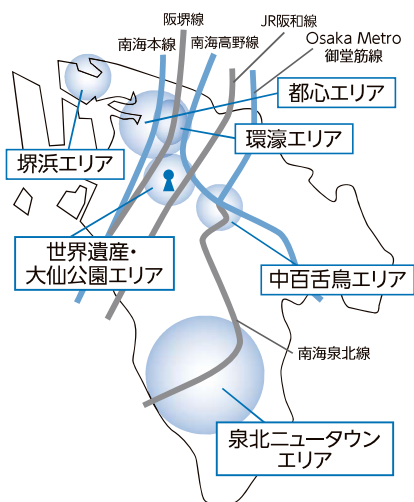 阪堺線
JR阪和線
南海本線
南海高野線
Osaka Metro
御堂筋線
都心エリア
環濠エリア
堺浜エリア
世界遺産・
大仙公園エリア
中百舌鳥エリア
南海泉北線
泉北ニュータウン
エリア